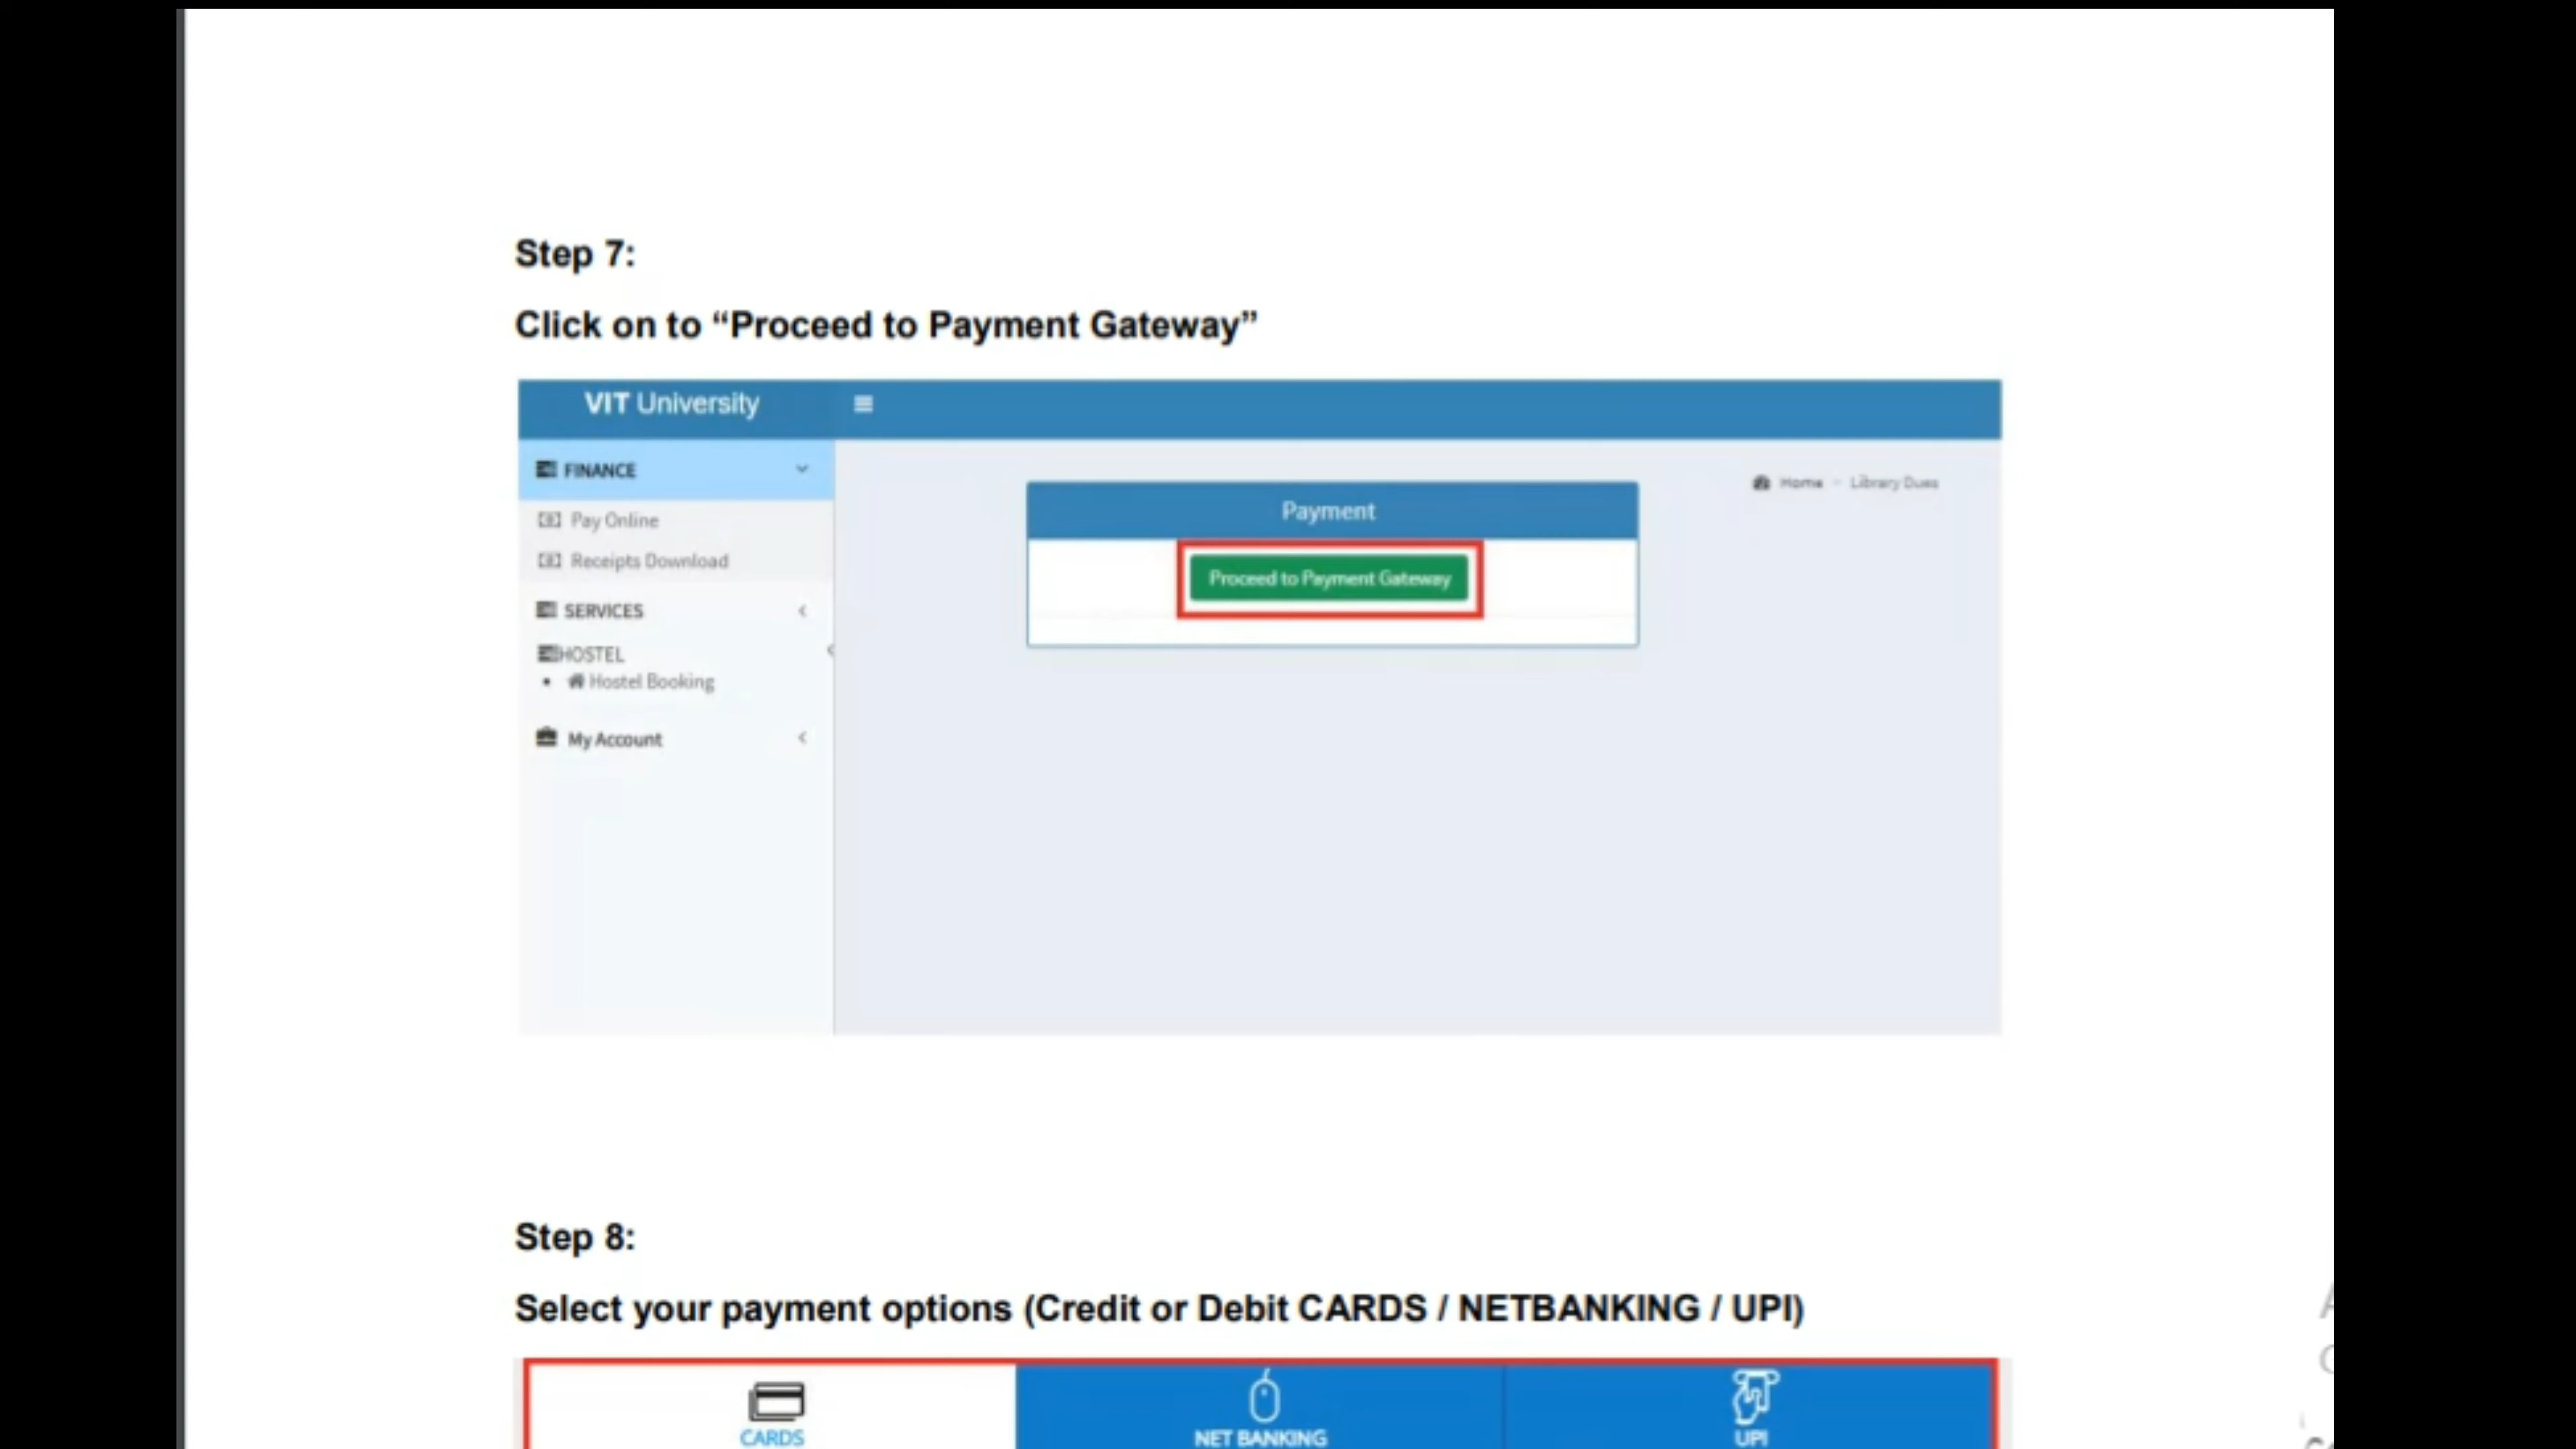 Step 7:
Click on to “Proceed to Payment Gateway”
VIT University
FINANCE
Pay Online
Receipts Download
SERVICES
HOSTEL
Hostel Booking
My Account
Home
Library Dues
Payment
Proceed to Payment Gateway
Step 8:
Select your payment options (Credit or Debit CARDS / NETBANKING / UPI)
CARDS
NET BANKING
UPI